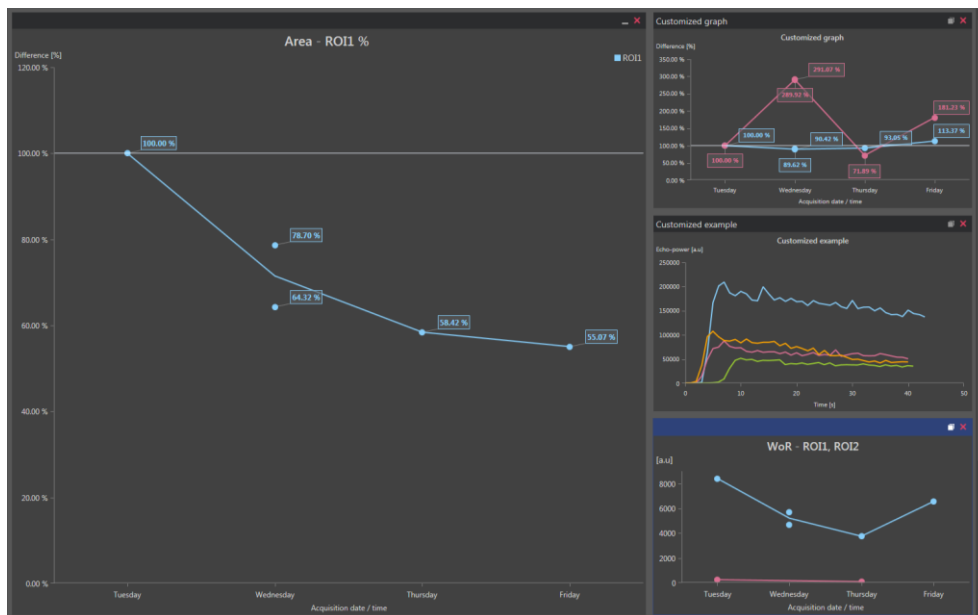 Area - ROI1 %
Difference [%]
ROI1
120.00 %
100.00 %
80.00 %
60.00 %
40.00 %
20.00 %
0.00 %
100.00 %
78.70 %
64.32 %
58.42 %
55.07 %
Tuesday
Wednesday
Thursday
Friday
Acquisition date / time
Customized graph
Customized graph
Difference [%]
350.00 %
300.00 %
250.00 %
200.00 %
150.00 %
100.00 %
50.00 %
0.00 %
291.07 %
289.92 %
181.23 %
100.00 %
90.42 %
93.05 %
113.37 %
100.00 %
89.62 %
71.89 %
Tuesday
Wednesday
Thursday
Friday
Acquisition date / time
Customized example
Customized example
Echo-power [a.u]
250000
200000
150000
100000
50000
0
0
10
20
30
40
50
Time [s]
WoR - ROI1, ROI2
[a.u]
8000
6000
4000
2000
0
Tuesday
Wednesday
Thursday
Friday
Acquisition date / time